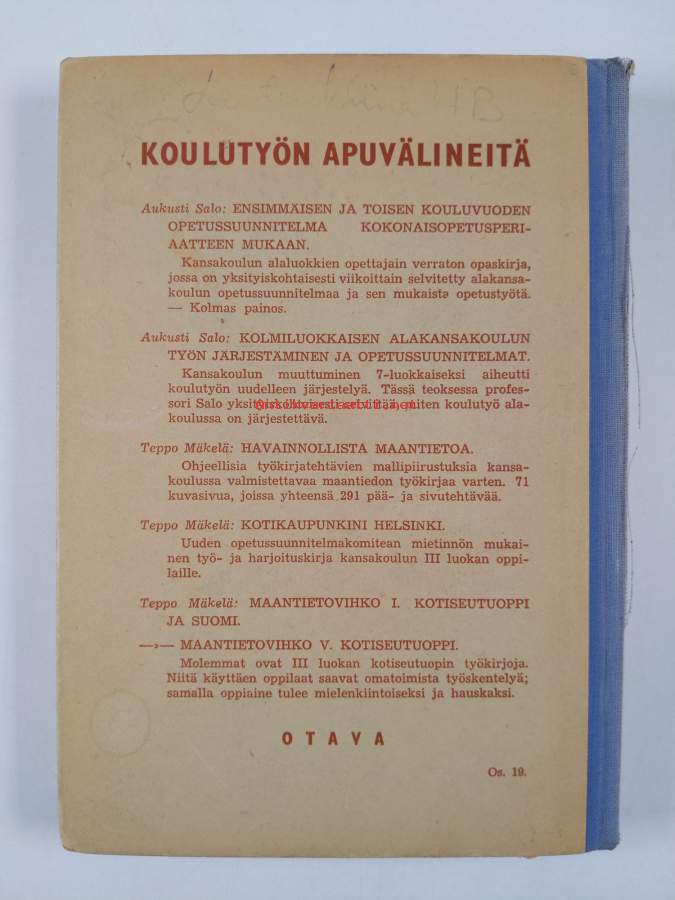 4B
KOULUTYÖN APUVÄLINEITÄ
Aukusti Salo: ENSIMMÄISEN JA TOISEN KOULUVUODEN
OPETUSSUUNNITELMA KOKONAISOPETUSPERI-
AATTEEN MUKAAN.
Kansakoulun alaluokkien opettajain verraton opaskirja,
jossa on yksityiskohtaisesti viikoittain selvitetty alakansa-
koulun opetussuunnitelmaa ja sen mukaista opetustyötä.
— Kolmas painos.
Aukusti Salo: KOLMILUOKKAISEN ALAKANSAKOULUN
TYÖN JÄRJESTÄMINEN JA OPETUSSUUNNITELMAT.
Kansakoulun muuttuminen 7-luokkaiseksi aiheutti
koulutyön uudelleen järjestelyä. Tässä teoksessa profes-
sori Salo yksityiskohtaisesti selvittää, miten koulutyö ala-
koulussa on järjestettävä.
Teppo Mäkelä: HAVAINNOLLISTA MAANTIETOA.
Ohjeellisia työkirjatehtävien mallipiirustuksia kansa-
koulussa valmistettavaa maantiedon työkirjaa varten. 71
kuvasivua, joissa yhteensä 291 pää- ja sivutehtävää.
Teppo Mäkelä: KOTIKAUPUNKINI HELSINKI.
Uuden opetussuunnitelmakomitean mietinnön mukai-
nen työ- ja harjoituskirja kansakoulun III luokan oppi-
laille.
Teppo Mäkelä: MAANTIETOVIHKO I. KOTISEUTUOPPI
JA SUOMI.
—»— MAANTIETOVIHKO V. KOTISEUTUOPPI.
Molemmat ovat III luokan kotiseutuopin työkirjoja.
Niitä käyttäen oppilaat saavat omatoimista työskentelyä;
samalla oppiaine tulee mielenkiintoiseksi ja hauskaksi.
OTAVA
Os. 19.